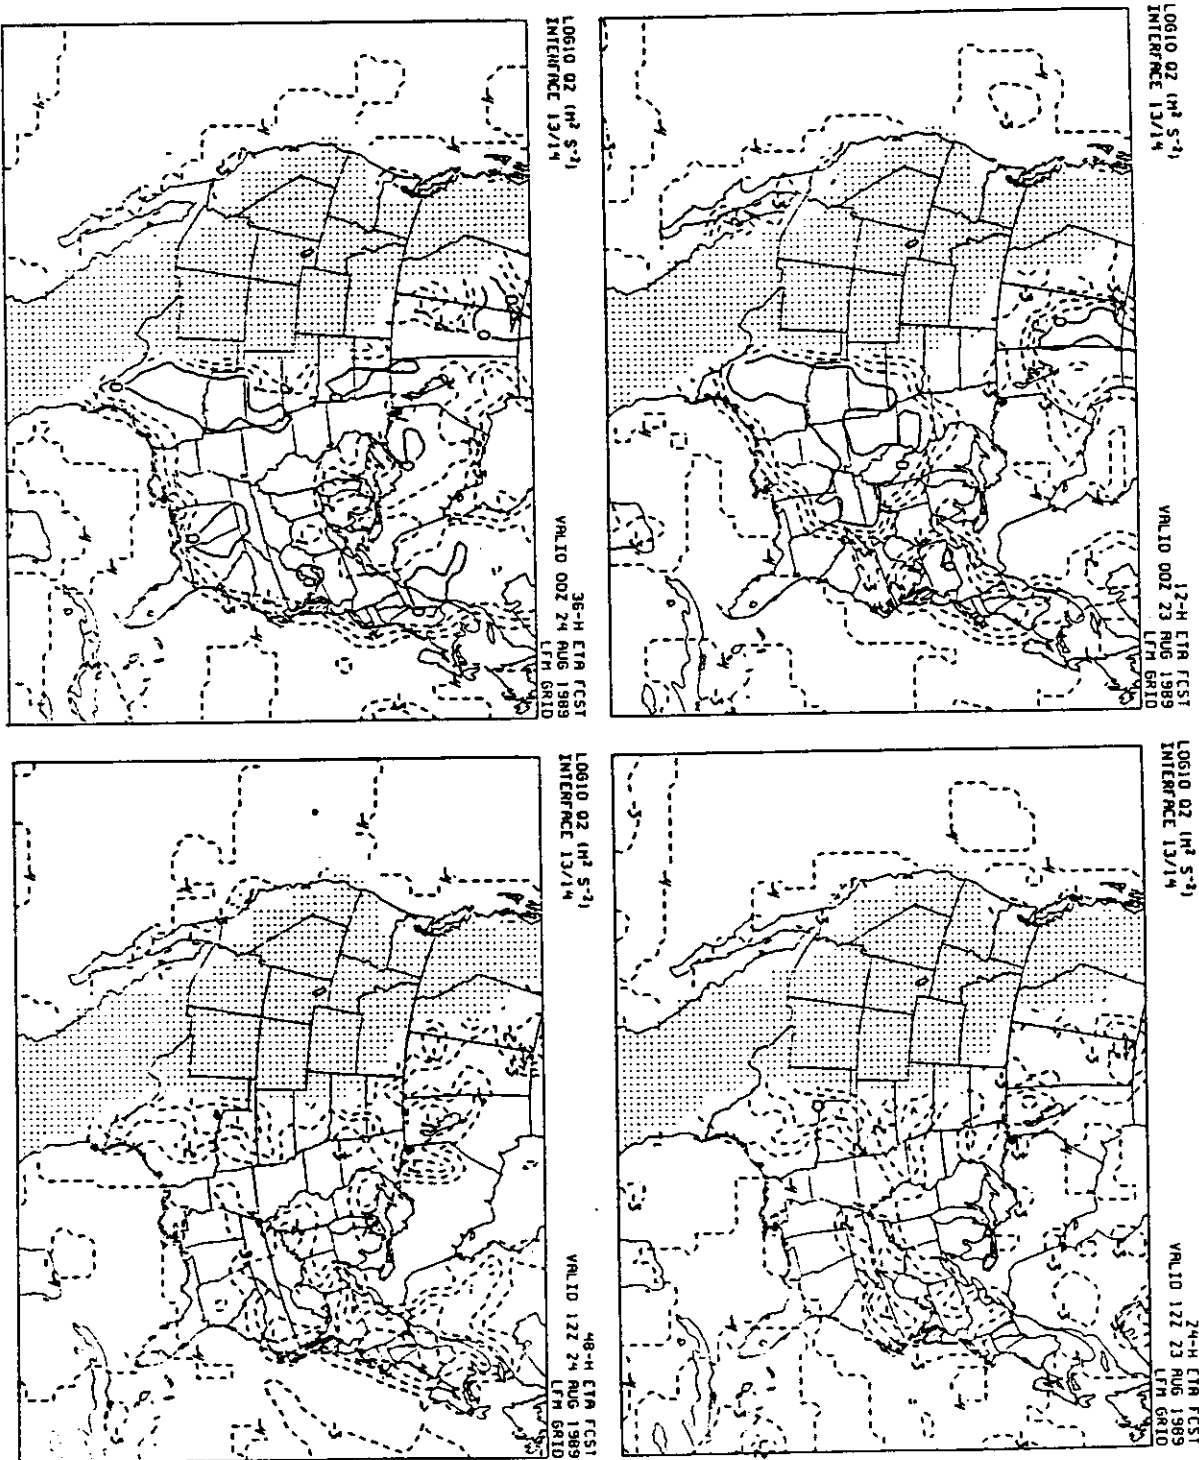 LOG10 Q2 (M² S⁻²)
INTERFACE 13/14
12-H ETA FCST
VALID 00Z 23 AUG 1989
LFM GRID
LOG10 Q2 (M² S⁻²)
INTERFACE 13/14
24-H ETA FCST
VALID 12Z 23 AUG 1989
LFM GRID
LOG10 Q2 (M² S⁻²)
INTERFACE 13/14
36-H ETA FCST
VALID 00Z 24 AUG 1989
LFM GRID
LOG10 Q2 (M² S⁻²)
INTERFACE 13/14
48-H ETA FCST
VALID 12Z 24 AUG 1989
LFM GRID